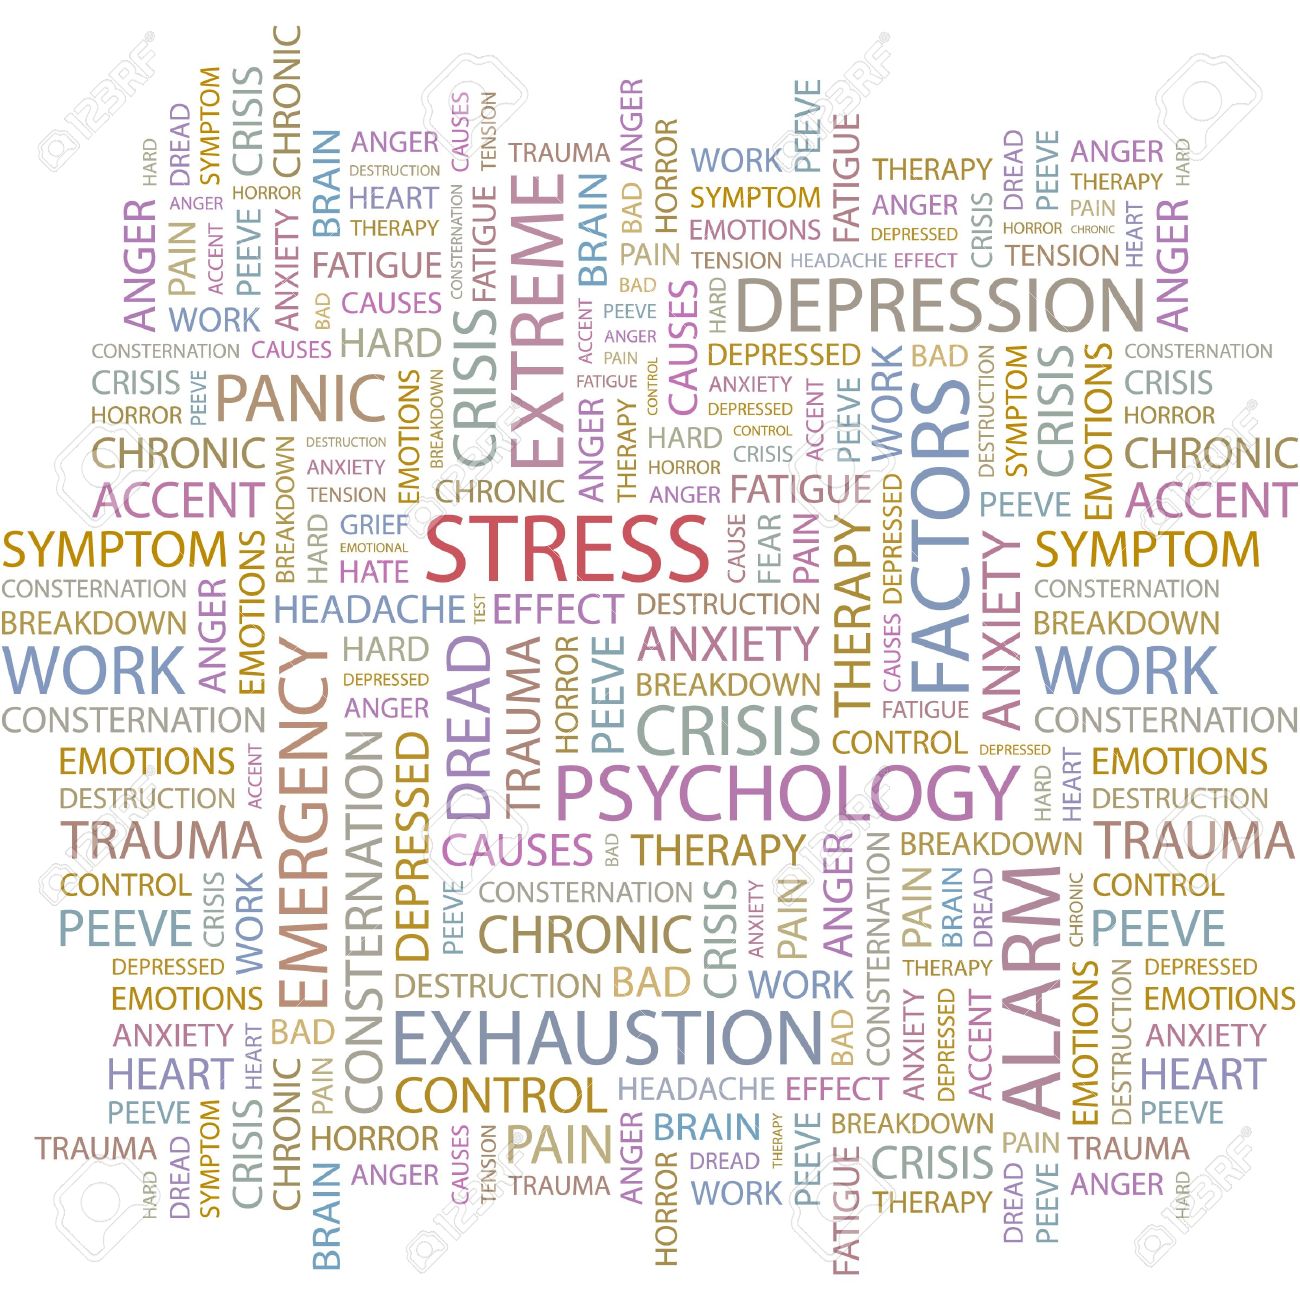 CHRONIC
CRISIS
SYMPTOM
DREAD
HARD
BRAIN
ANGER
DESTRUCTION
HEART
THERAPY
CAUSES
TENSION
TRAUMA
ANGER
HORROR
WORK
PEEVE
FATIGUE
THERAPY
DREAD
PEEVE
ANGER
HARD
THERAPY
HORROR
ANGER
ANGER
PAIN
ACCENT
PEEVE
ANXIETY
BAD
WORK
FATIGUE
CAUSES
CONSTERNATION
FATIGUE
EXTREME
BRAIN
BAD
PAIN
SYMPTOM
EMOTIONS
TENSION
HEADACHE
EFFECT
ANGER
DEPRESSED
CRISIS
HORROR
PAIN
CHRONIC
TENSION
HEART
ANGER
BAD
PEEVE
ANGER
PAIN
FATIGUE
ACCENT
CAUSES
HARD
DEPRESSION
CONSTERNATION
CAUSES
HARD
CRISIS
CRISIS
PEEVE
PANIC
HORROR
CHRONIC
ACCENT
EMOTIONS
BREAKDOWN
DESTRUCTION
ANXIETY
TENSION
CHRONIC
ANGER
THERAPY
CONTROL
DEPRESSED
ANXIETY
DEPRESSED
CONTROL
CRISIS
HARD
HORROR
ANGER
FATIGUE
ACCENT
PEEVE
WORK
BAD
FACTORS
DESTRUCTION
SYMPTOM
CRISIS
EMOTIONS
PEEVE
CONSTERNATION
CRISIS
HORROR
CHRONIC
ACCENT
SYMPTOM
CONSTERNATION
BREAKDOWN
WORK
CONSTERNATION
ANGER
EMOTIONS
BREAKDOWN
HARD
GRIEF
EMOTIONAL
HATE
STRESS
CAUSE
FEAR
PAIN
THERAPY
DEPRESSED
CAUSES
FATIGUE
ANXIETY
SYMPTOM
CONSTERNATION
BREAKDOWN
WORK
CONSTERNATION
HEADACHE
TEST
EFFECT
DESTRUCTION
ANXIETY
BREAKDOWN
CRISIS
EMERGENCY
HARD
DEPRESSED
ANGER
DREAD
TRAUMA
HORROR
PEEVE
CONTROL
DEPRESSED
PSYCHOLOGY
HARD
HEART
EMOTIONS
DESTRUCTION
TRAUMA
CONTROL
PEEVE
EMOTIONS
DESTRUCTION
ACCENT
TRAUMA
CONTROL
PEEVE
CRISIS
WORK
CONSTERNATION
DEPRESSED
CAUSES
BAD
THERAPY
ANGER
CONSTERNATION
BREAKDOWN
PEEVE
CONSTERNATION
CHRONIC
CRISIS
ANXIETY
PAIN
PAIN
BRAIN
DREAD
ALARM
CHRONIC
DEPRESSED
EMOTIONS
ANXIETY
HEART
PEEVE
HEART
BAD
DESTRUCTION
BAD
WORK
THERAPY
EXHAUSTION
BAD
ANXIETY
DEPRESSED
ACCENT
EMOTIONS
DESTRUCTION
DEPRESSED
EMOTIONS
ANXIETY
HEART
PEEVE
CONTROL
HEADACHE
EFFECT
TRAUMA
DREAD
HARD
SYMPTOM
CRISIS
CHRONIC
PAIN
HORROR
BRAIN
ANGER
CAUSES
TENSION
PAIN
TRAUMA
ANGER
HORROR
BRAIN
DREAD
WORK
THERAPY
PEEVE
FATIGUE
BREAKDOWN
CRISIS
THERAPY
DREAD
PAIN
PEEVE
TRAUMA
ANGER
HARD
123RF